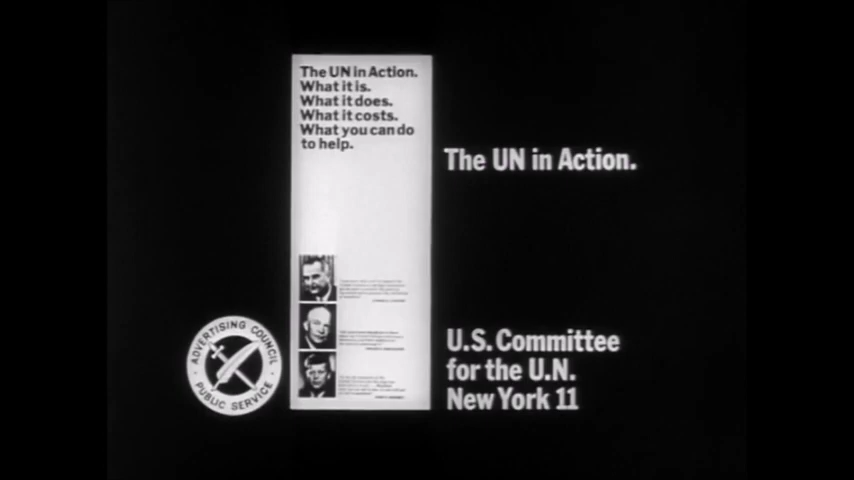 The UN in Action.
What it is.
What it does.
What it costs.
What you can do
to help.
The UN in Action.
ADVERTISING COUNCIL
PUBLIC SERVICE
U.S. Committee
for the U.N.
New York 11